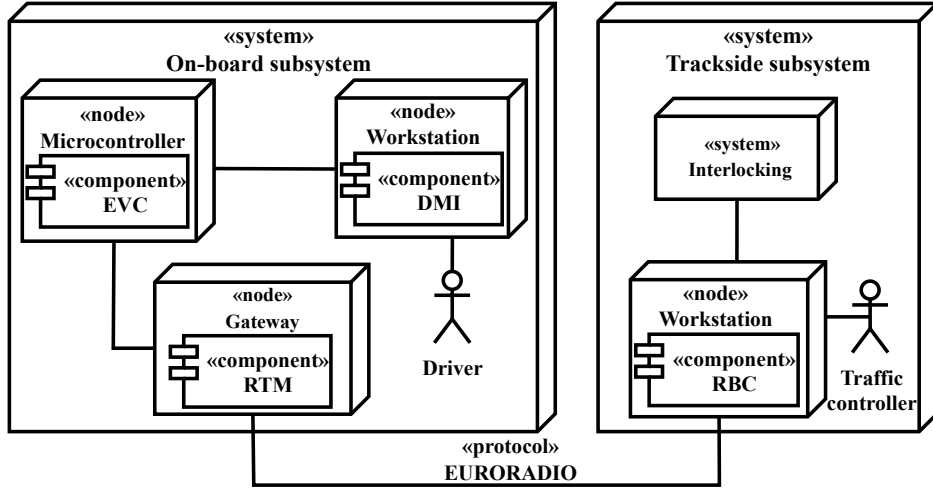 «system»
On-board subsystem
«node»
Microcontroller
«component»
EVC
«node»
Workstation
«component»
DMI
«node»
Gateway
«component»
RTM
Driver
«system»
Trackside subsystem
«system»
Interlocking
«node»
Workstation
«component»
RBC
Traffic
controller
«protocol»
EURORADIO